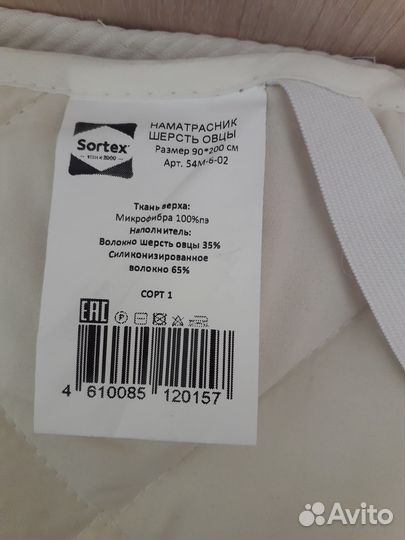 Sortex®
НАМАТРАСНИК
ШЕРСТЬ ОВЦЫ
Размер 90*200 см
Арт. 54М-6-02
Ткань верха:
Микрофибра 100%пэ
Наполнитель:
Волокно шерсть овцы 35%
Силиконизированное
волокно 65%
СОРТ 1
EAC
P
4 610085 120157
Avito